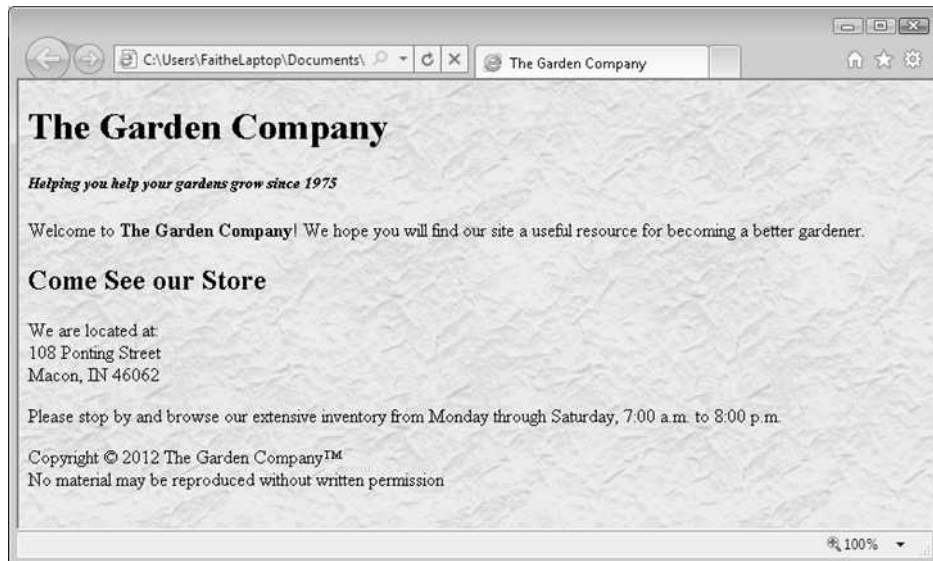 C:\Users\FaitheLaptop\Documents\
The Garden Company
The Garden Company
Helping you help your gardens grow since 1975
Welcome to The Garden Company! We hope you will find our site a useful resource for becoming a better gardener.
Come See our Store
We are located at:
108 Ponting Street
Macon, IN 46062
Please stop by and browse our extensive inventory from Monday through Saturday, 7:00 a.m. to 8:00 p.m.
Copyright © 2012 The Garden Company™
No material may be reproduced without written permission
100%